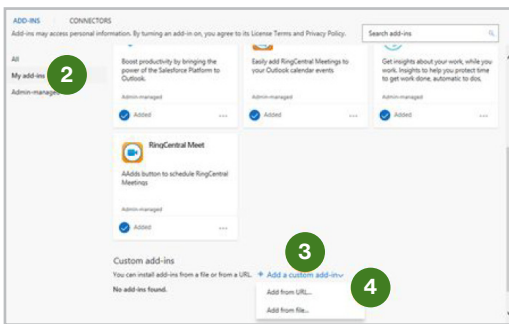 ADD-INS CONNECTORS
Add-ins may access personal information. By turning an add-in on, you agree to its License Terms and Privacy Policy.
Search add-ins
All
My add-ins
2
Admin-managed
Boost productivity by bringing the
power of the Salesforce Platform to
Outlook.
Admin-managed
Added
Easily add RingCentral Meetings to
your Outlook calendar events
Admin-managed
Added
Get insights about your work, while you
work. Insights to help you protect time
to get work done, automatic to dos,
Admin-managed
Added
RingCentral Meet
AAdds button to schedule RingCentral
Meetings
Admin-managed
Added
Custom add-ins
You can install add-ins from a file or from a URL.
3
+ Add a custom add-in
No add-ins found.
4
Add from URL...
Add from file...